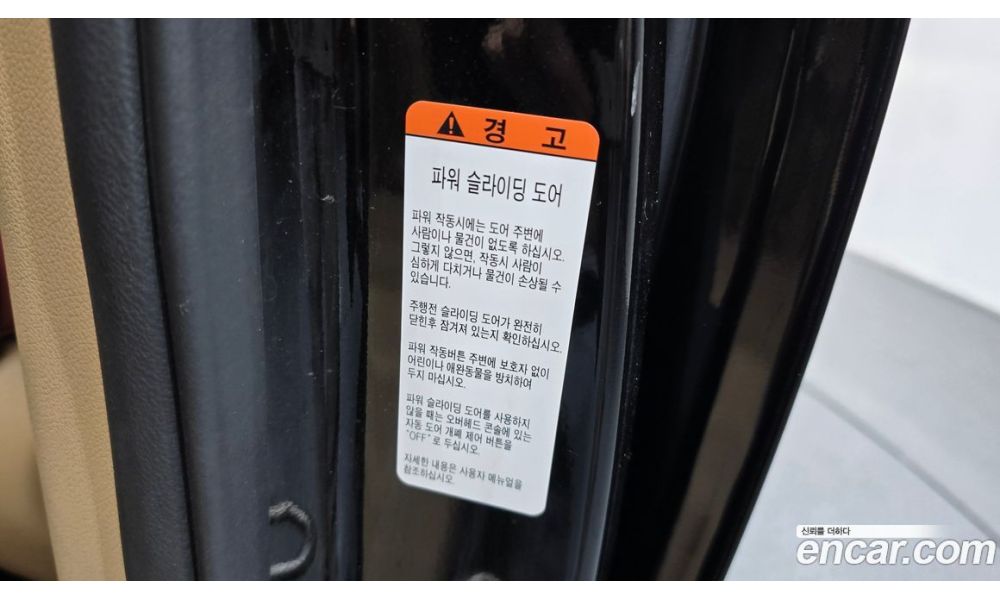 경 고
파워 슬라이딩 도어
파워 작동시에는 도어 주변에
사람이나 물건이 없도록 하십시오.
그렇지 않으면, 작동시 사람이
심하게 다치거나 물건이 손상될 수
있습니다.
주행전 슬라이딩 도어가 완전히
닫힌후 잠겨져 있는지 확인하십시오.
파워 작동버튼 주변에 보호자 없이
어린이나 애완동물을 방치하여
두지 마십시오.
파워 슬라이딩 도어를 사용하지
않을 때는 오버헤드 콘솔에 있는
자동 도어 개폐 제어 버튼을
"OFF"로 두십시오.
자세한 내용은 사용자 메뉴얼을
참조하십시오.
신뢰를 더하다
encar.com